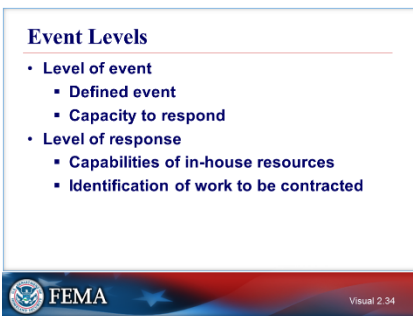 Event Levels
• Level of event
▪ Defined event
▪ Capacity to respond
• Level of response
▪ Capabilities of in-house resources
▪ Identification of work to be contracted
FEMA
Visual 2.34